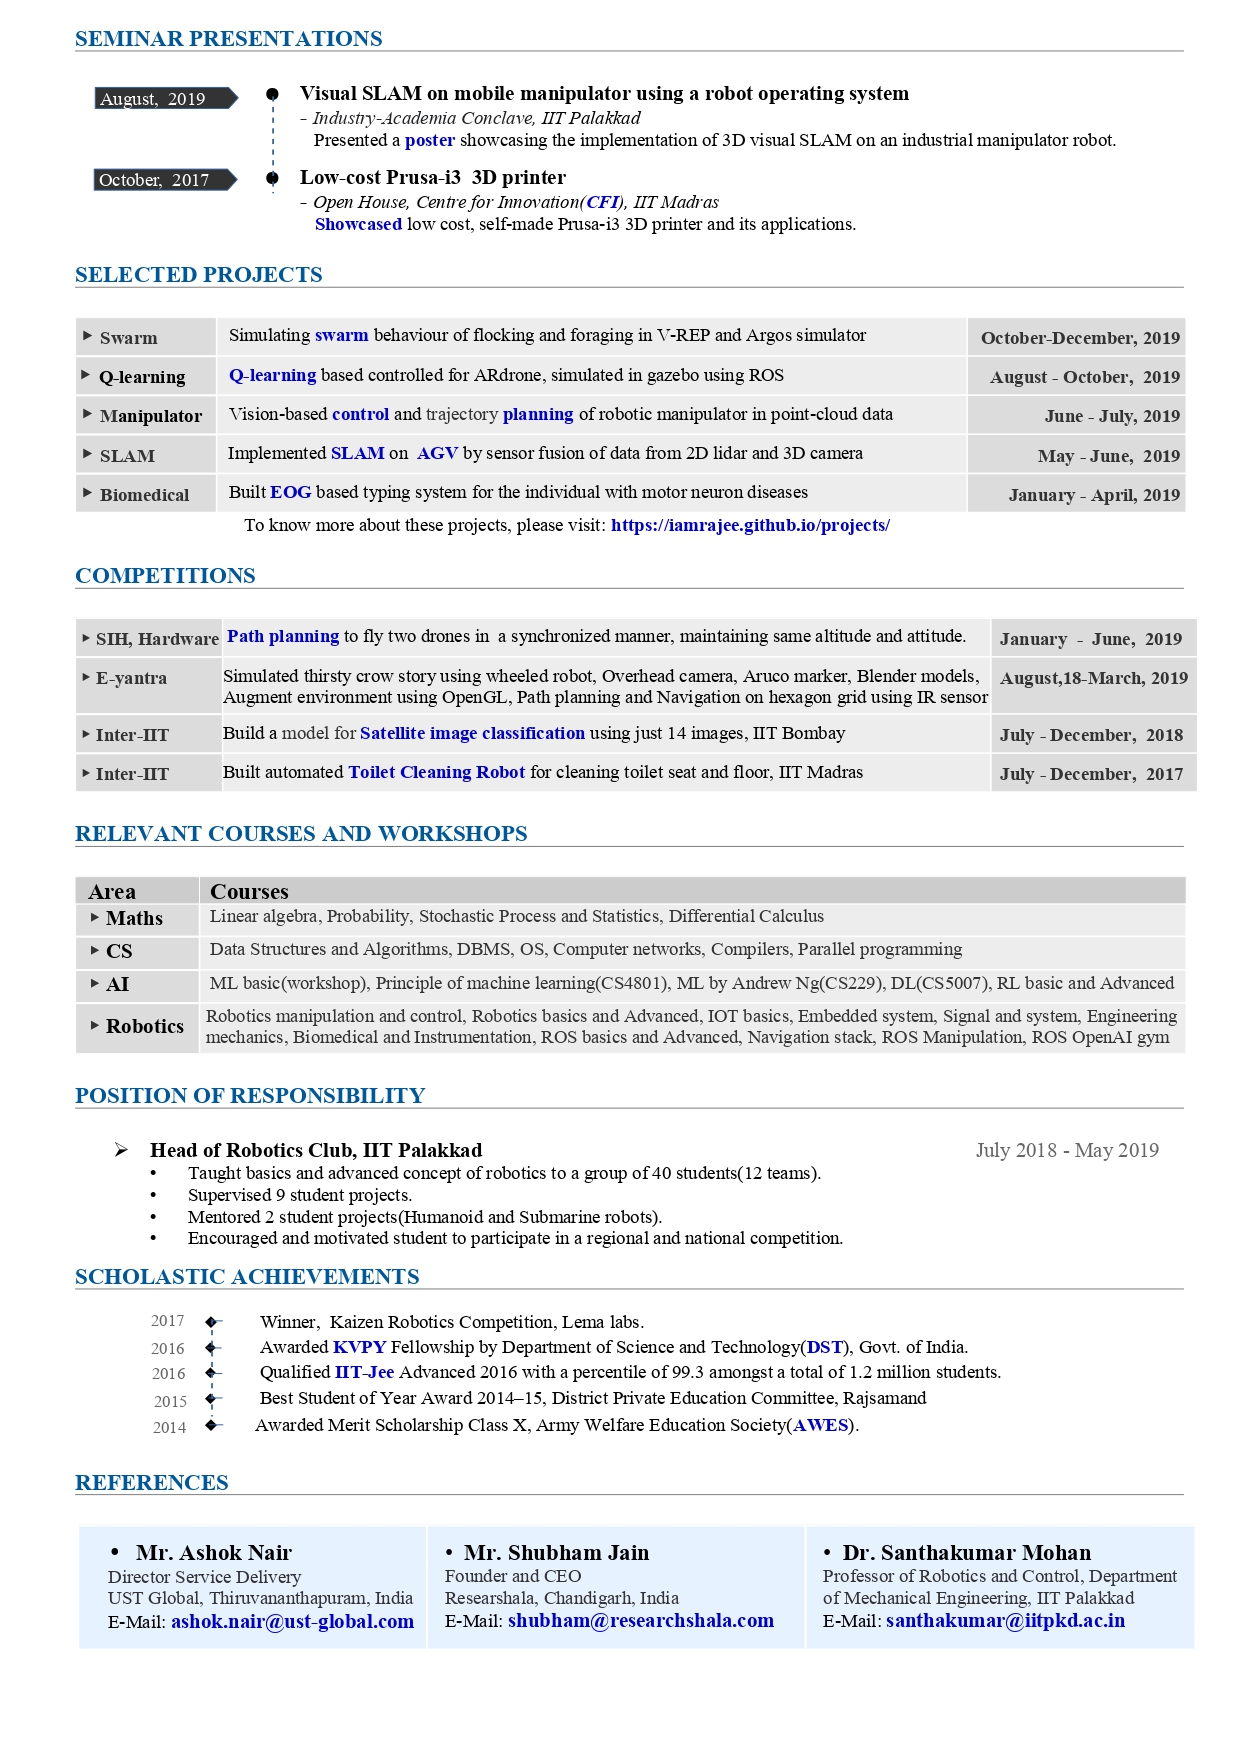 SEMINAR PRESENTATIONS
August, 2019
Visual SLAM on mobile manipulator using a robot operating system
- Industry-Academia Conclave, IIT Palakkad
Presented a poster showcasing the implementation of 3D visual SLAM on an industrial manipulator robot.
October, 2017
Low-cost Prusa-i3 3D printer
- Open House, Centre for Innovation(CFI), IIT Madras
Showcased low cost, self-made Prusa-i3 3D printer and its applications.
SELECTED PROJECTS
‣ Swarm Simulating swarm behaviour of flocking and foraging in V-REP and Argos simulator October-December, 2019
‣ Q-learning Q-learning based controlled for ARdrone, simulated in gazebo using ROS August - October, 2019
‣ Manipulator Vision-based control and trajectory planning of robotic manipulator in point-cloud data June - July, 2019
‣ SLAM Implemented SLAM on AGV by sensor fusion of data from 2D lidar and 3D camera May - June, 2019
‣ Biomedical Built EOG based typing system for the individual with motor neuron diseases January - April, 2019
To know more about these projects, please visit: https://iamrajee.github.io/projects/
COMPETITIONS
‣ SIH, Hardware Path planning to fly two drones in a synchronized manner, maintaining same altitude and attitude. January - June, 2019
‣ E-yantra Simulated thirsty crow story using wheeled robot, Overhead camera, Aruco marker, Blender models, August,18-March, 2019
Augment environment using OpenGL, Path planning and Navigation on hexagon grid using IR sensor
‣ Inter-IIT Build a model for Satellite image classification using just 14 images, IIT Bombay July - December, 2018
‣ Inter-IIT Built automated Toilet Cleaning Robot for cleaning toilet seat and floor, IIT Madras July - December, 2017
RELEVANT COURSES AND WORKSHOPS
Area Courses
‣ Maths Linear algebra, Probability, Stochastic Process and Statistics, Differential Calculus
‣ CS Data Structures and Algorithms, DBMS, OS, Computer networks, Compilers, Parallel programming
‣ AI ML basic(workshop), Principle of machine learning(CS4801), ML by Andrew Ng(CS229), DL(CS5007), RL basic and Advanced
‣ Robotics Robotics manipulation and control, Robotics basics and Advanced, IOT basics, Embedded system, Signal and system, Engineering
mechanics, Biomedical and Instrumentation, ROS basics and Advanced, Navigation stack, ROS Manipulation, ROS OpenAI gym
POSITION OF RESPONSIBILITY
➢ Head of Robotics Club, IIT Palakkad July 2018 - May 2019
• Taught basics and advanced concept of robotics to a group of 40 students(12 teams).
• Supervised 9 student projects.
• Mentored 2 student projects(Humanoid and Submarine robots).
• Encouraged and motivated student to participate in a regional and national competition.
SCHOLASTIC ACHIEVEMENTS
2017 Winner, Kaizen Robotics Competition, Lema labs.
2016 Awarded KVPY Fellowship by Department of Science and Technology(DST), Govt. of India.
2016 Qualified IIT-Jee Advanced 2016 with a percentile of 99.3 amongst a total of 1.2 million students.
2015 Best Student of Year Award 2014–15, District Private Education Committee, Rajsamand
2014 Awarded Merit Scholarship Class X, Army Welfare Education Society(AWES).
REFERENCES
• Mr. Ashok Nair
Director Service Delivery
UST Global, Thiruvananthapuram, India
E-Mail: ashok.nair@ust-global.com
• Mr. Shubham Jain
Founder and CEO
Researshala, Chandigarh, India
E-Mail: shubham@researchshala.com
• Dr. Santhakumar Mohan
Professor of Robotics and Control, Department
of Mechanical Engineering, IIT Palakkad
E-Mail: santhakumar@iitpkd.ac.in